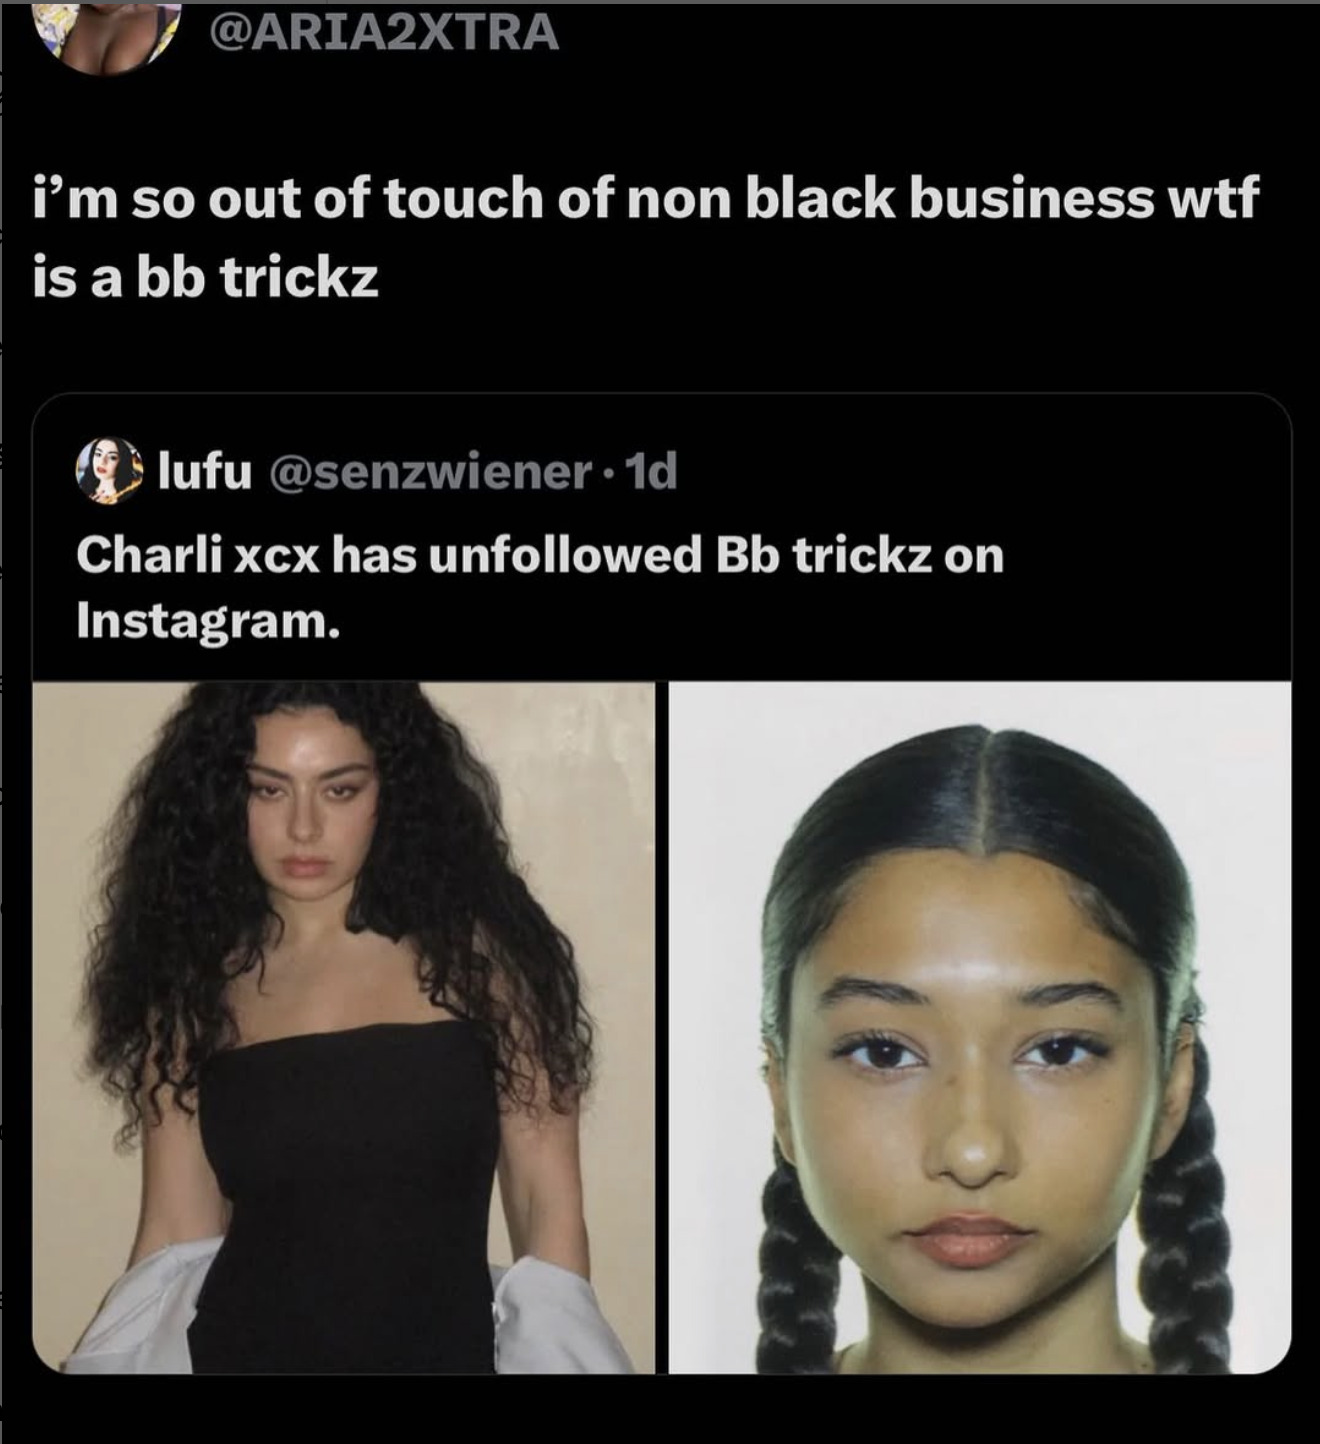 @ARIA2XTRA
i’m so out of touch of non black business wtf
is a bb trickz
lufu @senzwiener · 1d
Charli xcx has unfollowed Bb trickz on
Instagram.